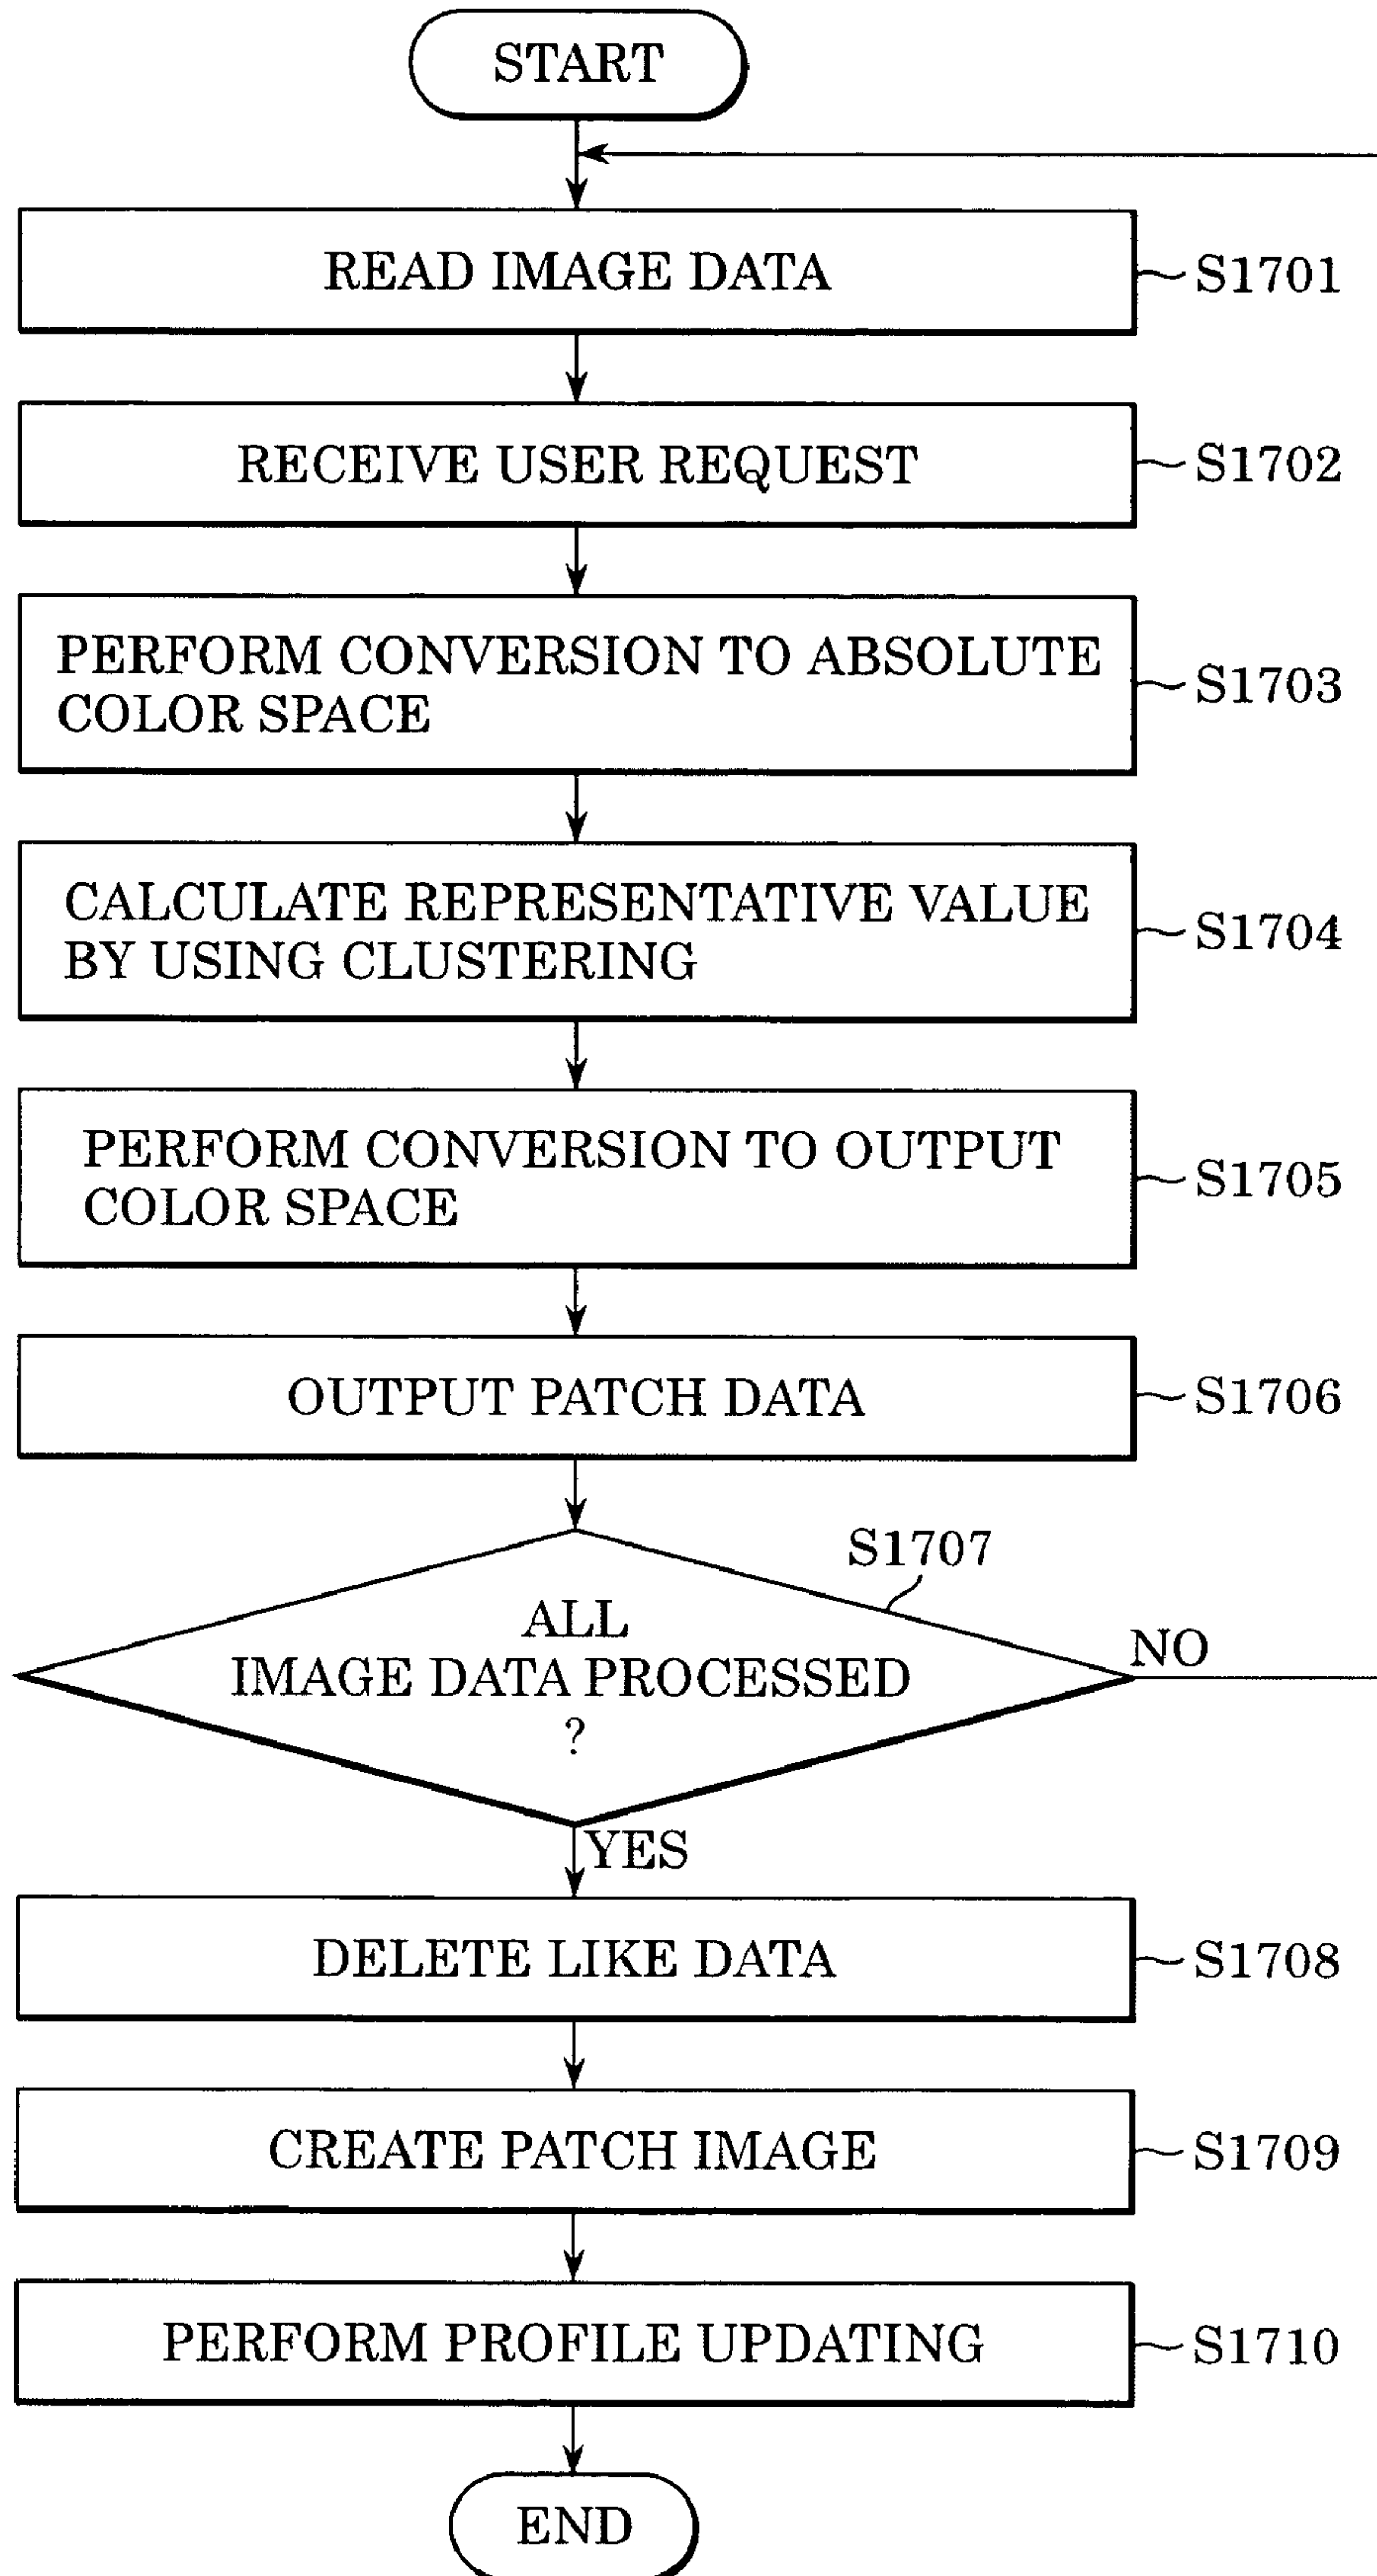 START
READ IMAGE DATA
S1701
RECEIVE USER REQUEST
S1702
PERFORM CONVERSION TO ABSOLUTE
COLOR SPACE
S1703
CALCULATE REPRESENTATIVE VALUE
BY USING CLUSTERING
S1704
PERFORM CONVERSION TO OUTPUT
COLOR SPACE
S1705
OUTPUT PATCH DATA
S1706
S1707
ALL
IMAGE DATA PROCESSED
?
NO
YES
DELETE LIKE DATA
S1708
CREATE PATCH IMAGE
S1709
PERFORM PROFILE UPDATING
S1710
END